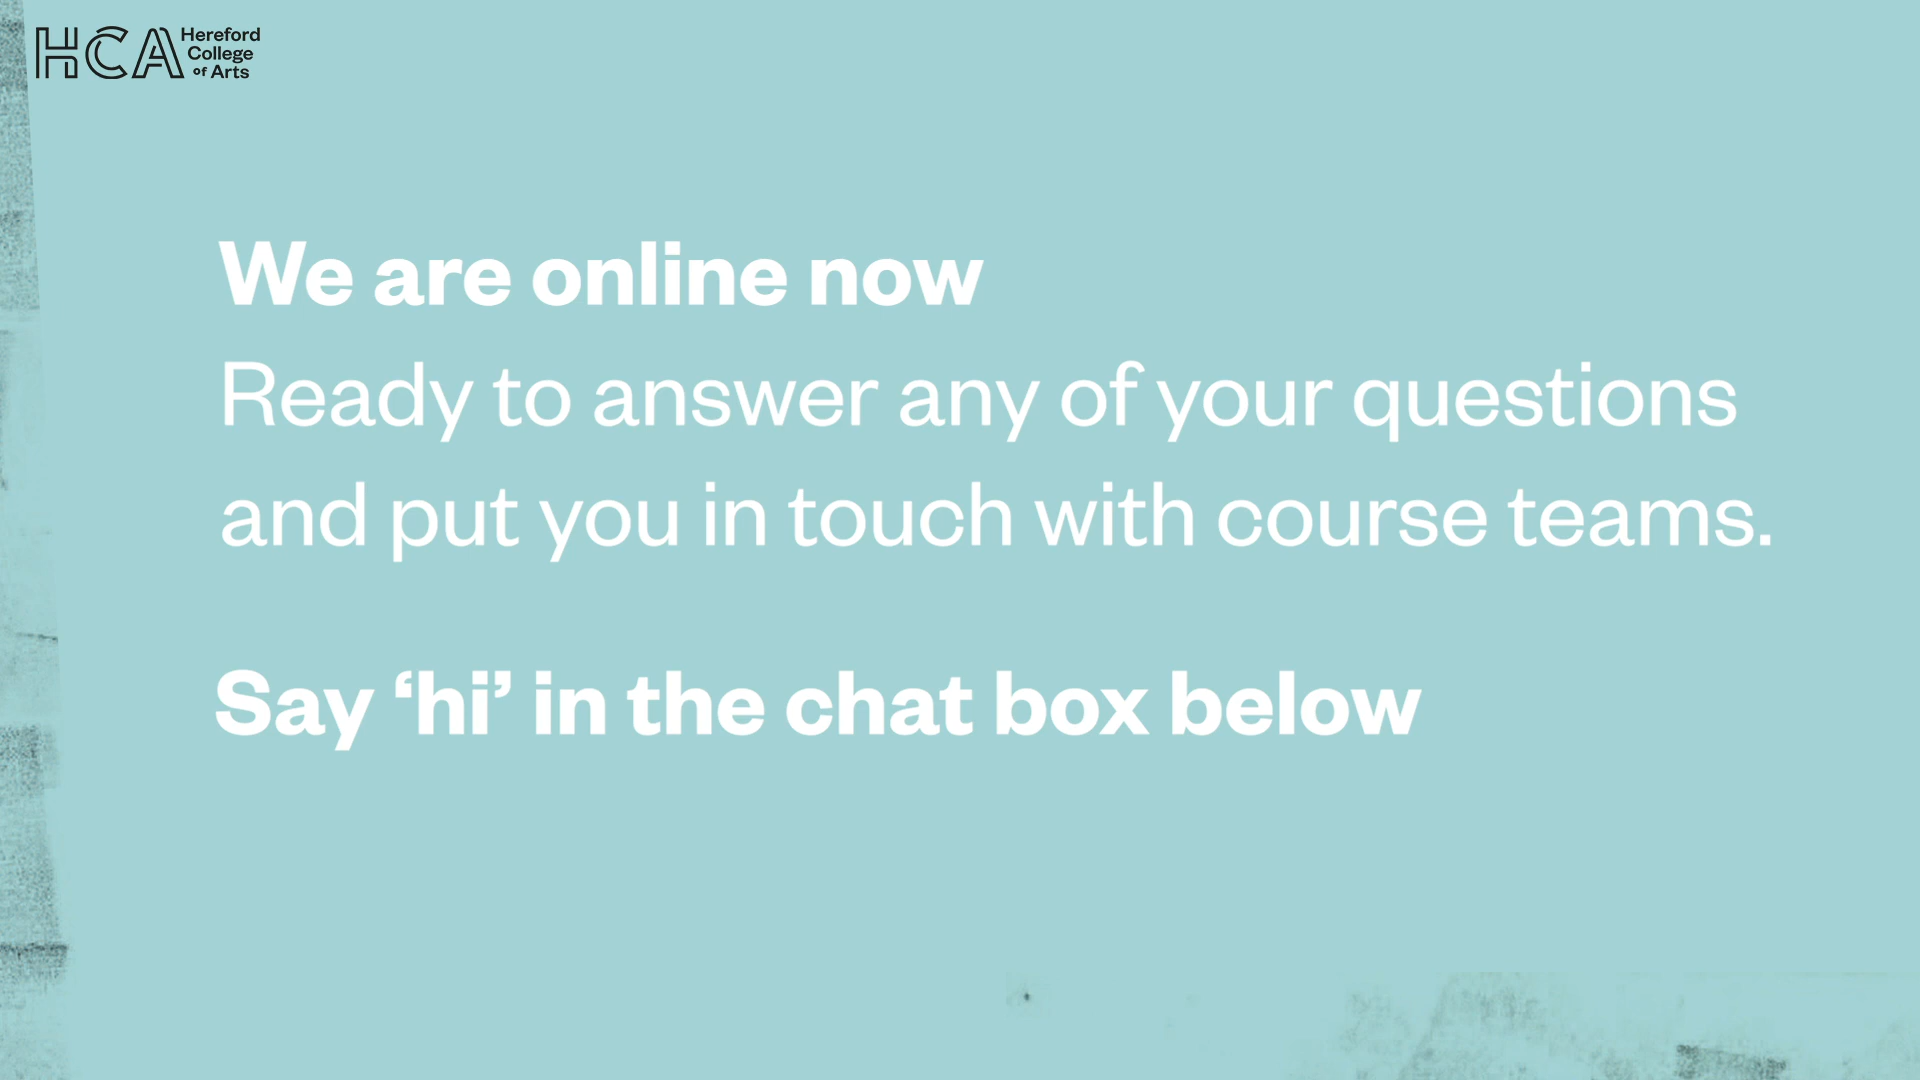 HCA
Hereford
College
of Arts
We are online now
Ready to answer any of your questions
and put you in touch with course teams.
Say ‘hi’ in the chat box below